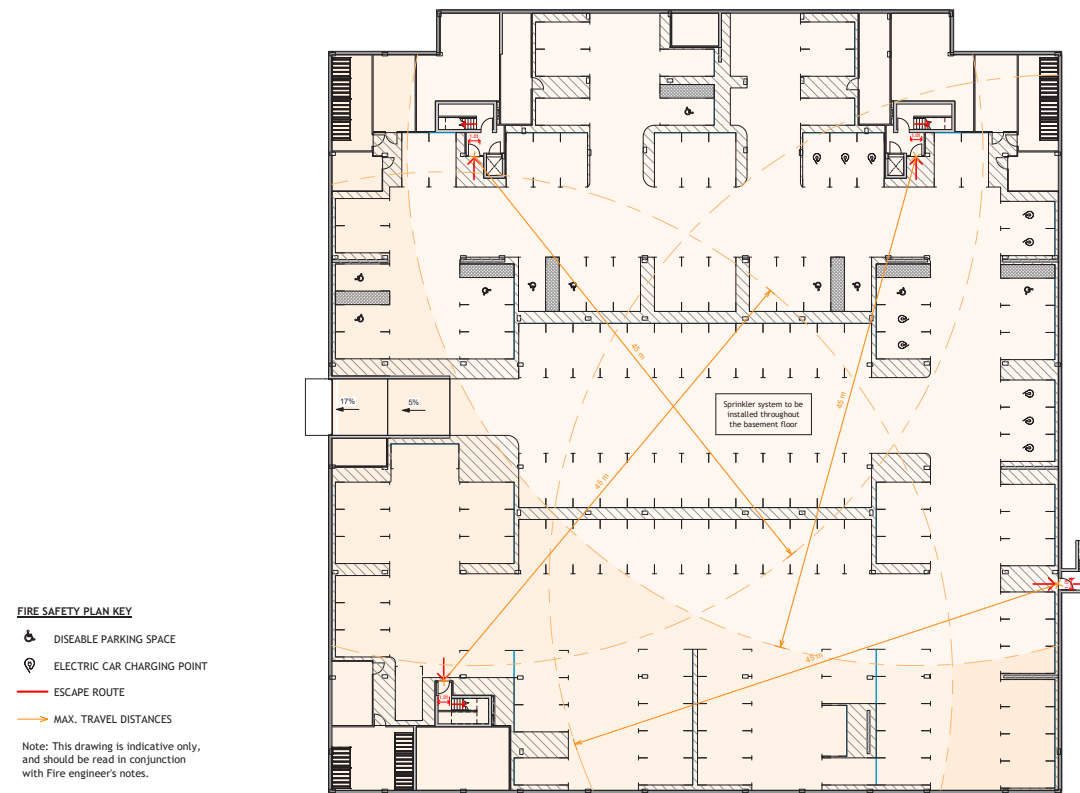 17%
5%
45 m
45 m
45 m
45 m
Sprinkler system to be
installed throughout
the basement floor
FIRE SAFETY PLAN KEY
DISEABLE PARKING SPACE
ELECTRIC CAR CHARGING POINT
ESCAPE ROUTE
MAX. TRAVEL DISTANCES
Note: This drawing is indicative only,
and should be read in conjunction
with Fire engineer's notes.